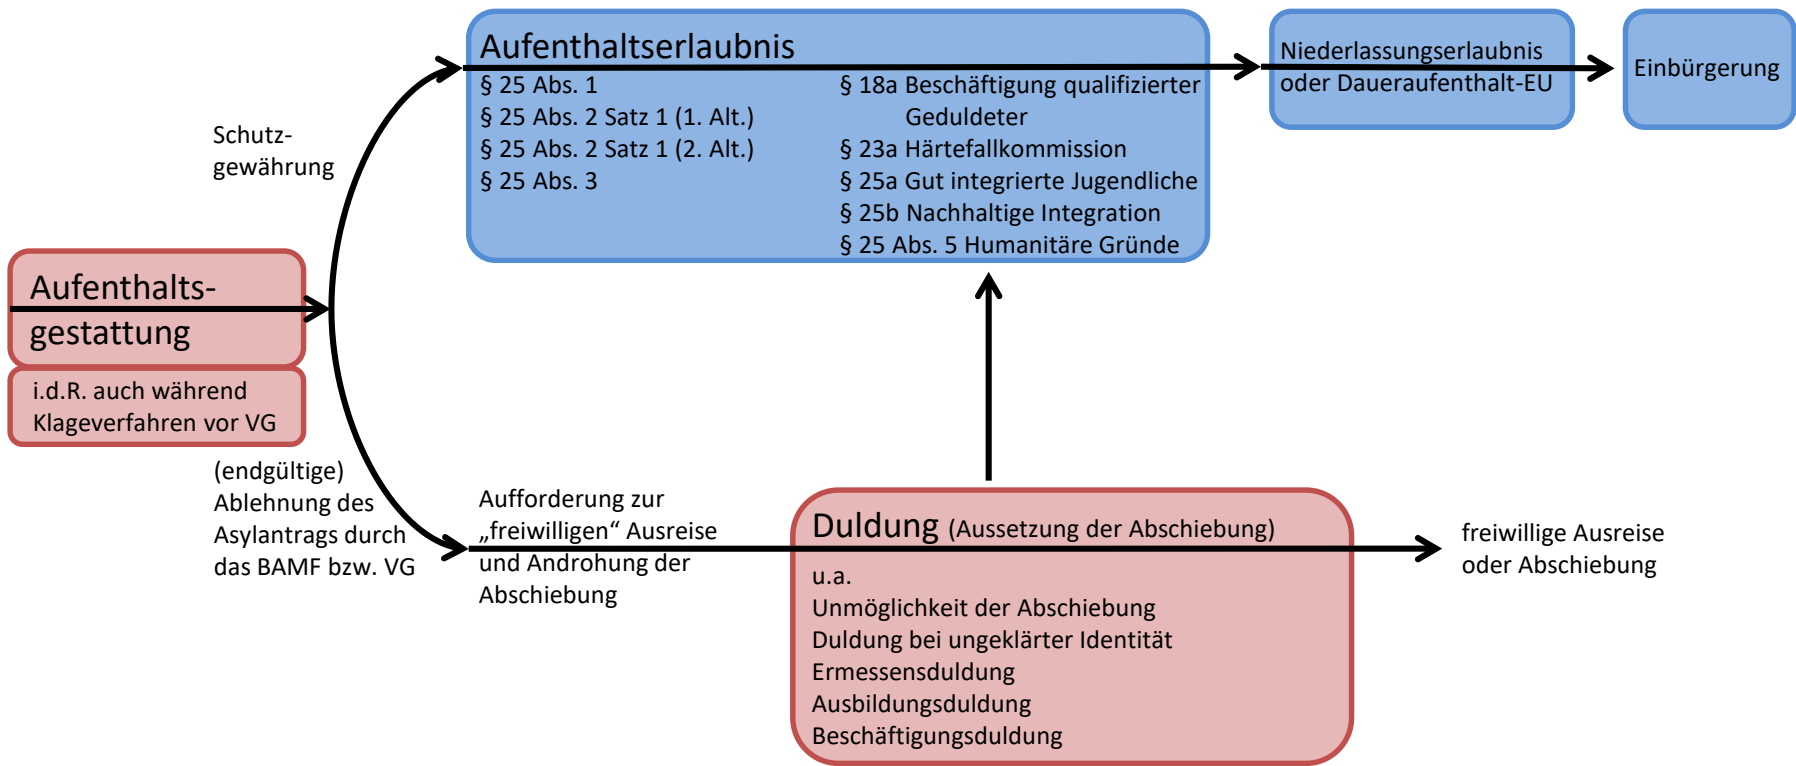 Aufenthaltserlaubnis
§ 25 Abs. 1
§ 25 Abs. 2 Satz 1 (1. Alt.)
§ 25 Abs. 2 Satz 1 (2. Alt.)
§ 25 Abs. 3
§ 18a Beschäftigung qualifizierter
Geduldeter
§ 23a Härtefallkommission
§ 25a Gut integrierte Jugendliche
§ 25b Nachhaltige Integration
§ 25 Abs. 5 Humanitäre Gründe
Niederlassungserlaubnis
oder Daueraufenthalt-EU
Einbürgerung
Schutz-
gewährung
Aufenthalts-
gestattung
i.d.R. auch während
Klageverfahren vor VG
(endgültige)
Ablehnung des
Asylantrags durch
das BAMF bzw. VG
Aufforderung zur
„freiwilligen“ Ausreise
und Androhung der
Abschiebung
Duldung (Aussetzung der Abschiebung)
u.a.
Unmöglichkeit der Abschiebung
Duldung bei ungeklärter Identität
Ermessensduldung
Ausbildungsduldung
Beschäftigungsduldung
freiwillige Ausreise
oder Abschiebung